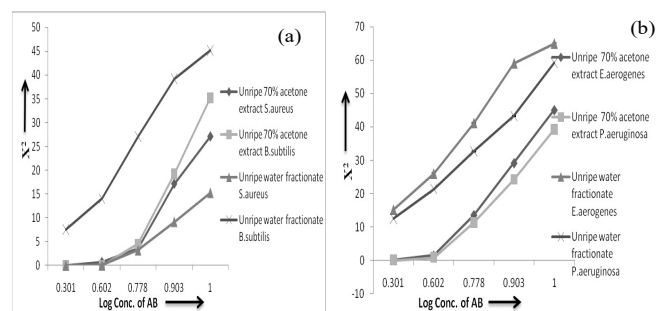 (a)
50
45
40
35
30
25
20
15
10
5
0
X²
0.301 0.602 0.778 0.903 1
Log Conc. of AB
Unripe 70% acetone
extract S.aureus
Unripe 70% acetone
extract B.subtilis
Unripe water fractionate
S.aureus
Unripe water fractionate
B.subtilis
(b)
70
60
50
40
30
20
10
0
-10
X²
0.301 0.602 0.778 0.903 1
Log Conc. of AB
Unripe 70% acetone
extract E.aerogenes
Unripe 70% acetone
extract P.aeruginosa
Unripe water
fractionate
E.aerogenes
Unripe water
fractionate
P.aeruginosa